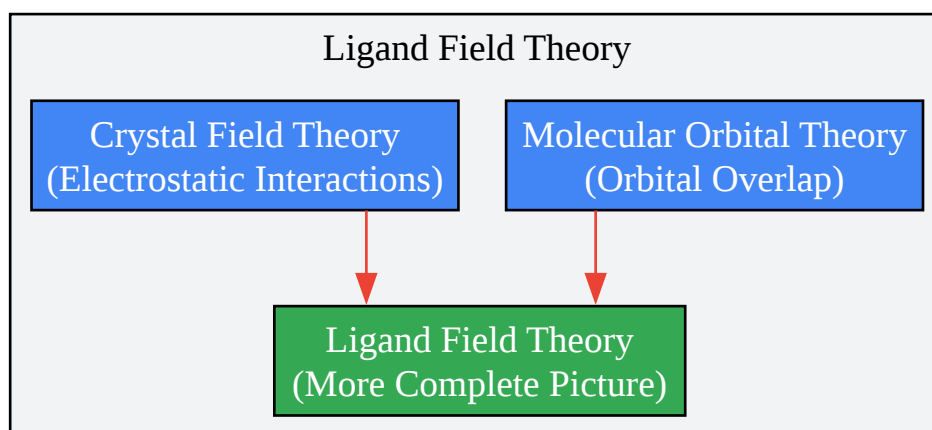 Ligand Field Theory
Crystal Field Theory
(Electrostatic Interactions)
Molecular Orbital Theory
(Orbital Overlap)
Ligand Field Theory
(More Complete Picture)